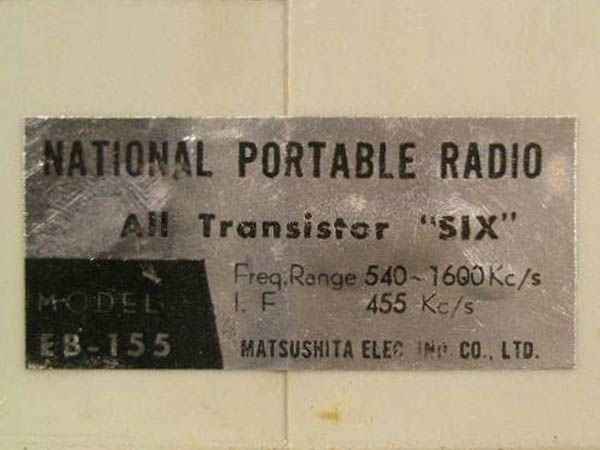 NATIONAL PORTABLE RADIO
All Transistor "SIX"
Freq. Range 540~1600 Kc/s
MODEL I. F 455 Kc/s
EB-155 MATSUSHITA ELEC IND CO., LTD.